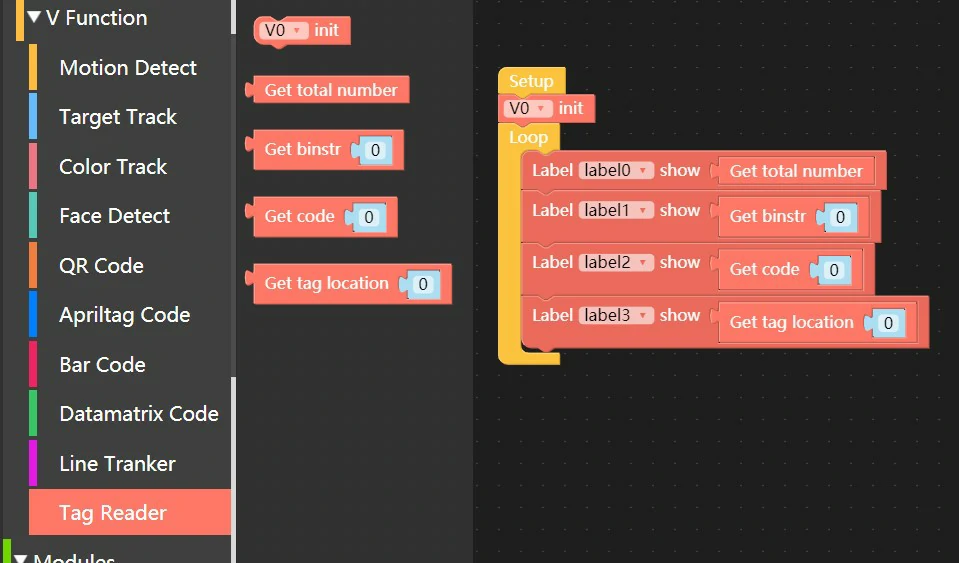 V Function
Motion Detect
Target Track
Color Track
Face Detect
QR Code
Apriltag Code
Bar Code
Datamatrix Code
Line Tranker
Tag Reader
Modules
V0 init
Get total number
Get binstr 0
Get code 0
Get tag location 0
Setup
V0 init
Loop
Label label0 show Get total number
Label label1 show Get binstr 0
Label label2 show Get code 0
Label label3 show Get tag location 0